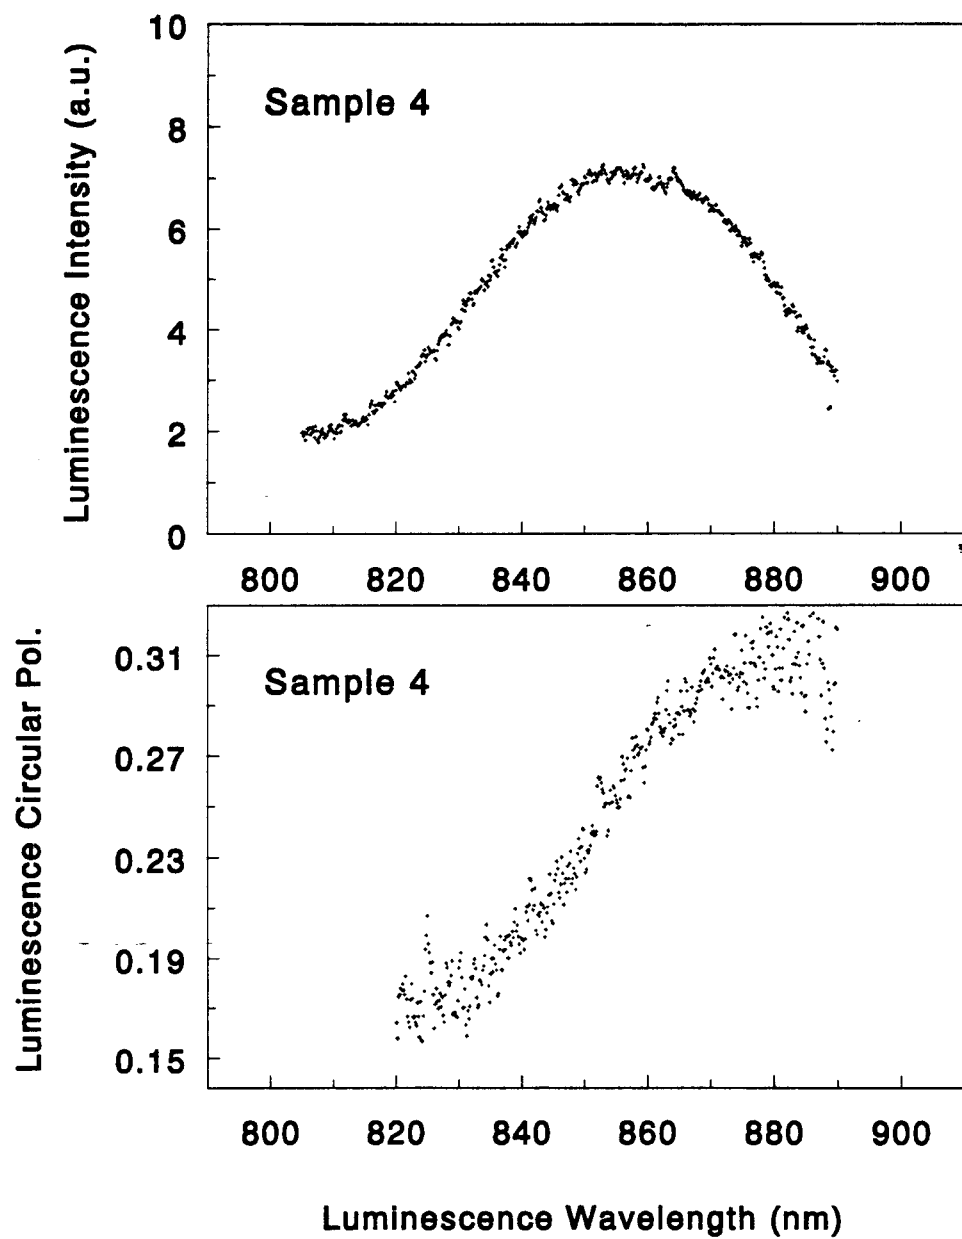 Luminescence Intensity (a.u.)
10
8
6
4
2
0
Sample 4
800 820 840 860 880 900
Luminescence Circular Pol.
0.31
0.27
0.23
0.19
0.15
Sample 4
800 820 840 860 880 900
Luminescence Wavelength (nm)